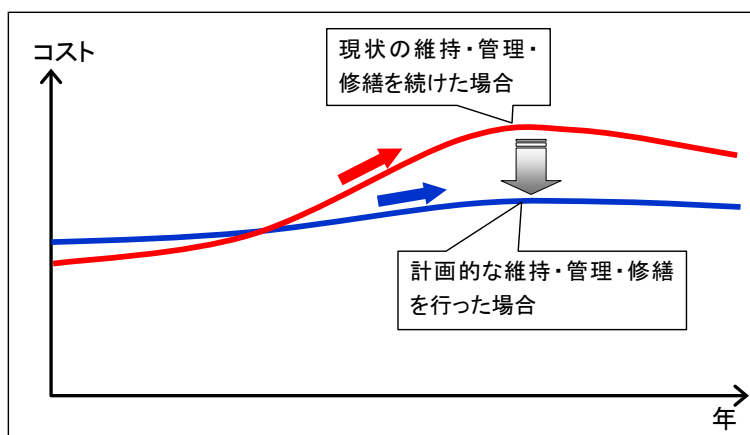 コスト
現状の維持・管理・
修繕を続けた場合
計画的な維持・管理・修繕
を行った場合
年